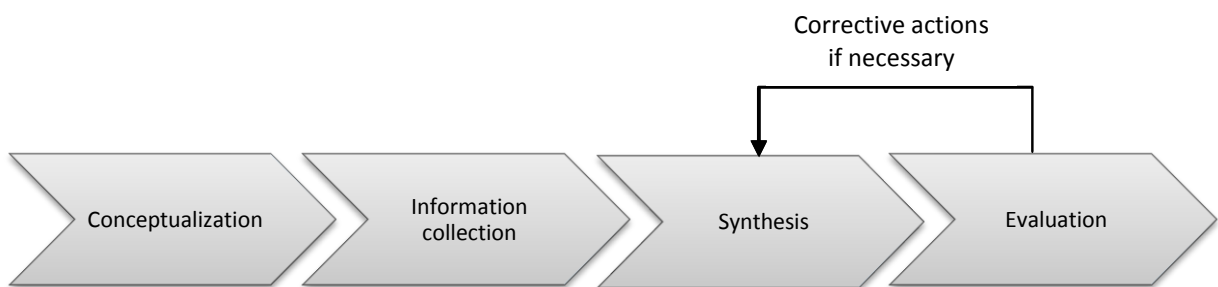 Corrective actions
if necessary
Conceptualization
Information
collection
Synthesis
Evaluation